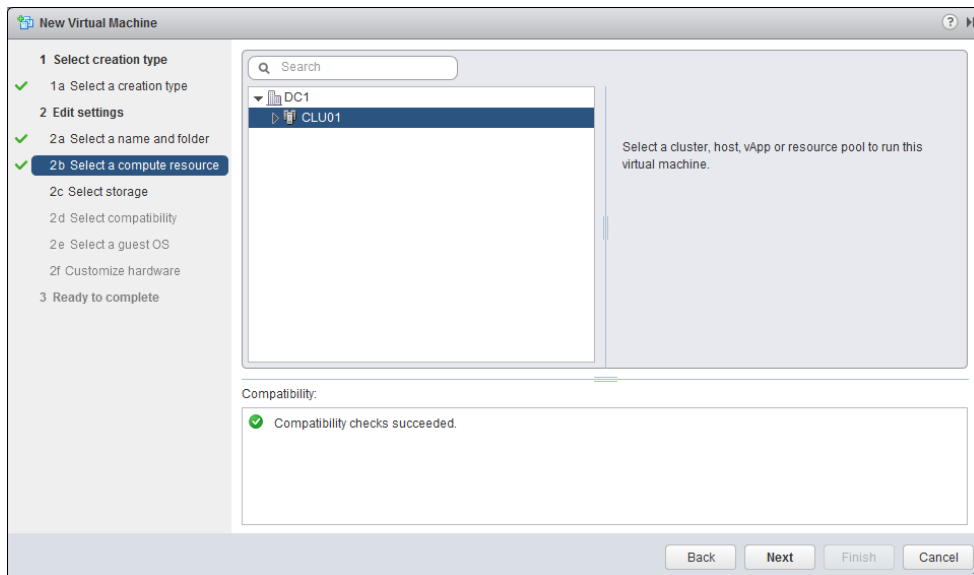 New Virtual Machine
?
1 Select creation type
1a Select a creation type
2 Edit settings
2a Select a name and folder
2b Select a compute resource
2c Select storage
2d Select compatibility
2e Select a guest OS
2f Customize hardware
3 Ready to complete
Search
DC1
CLU01
Select a cluster, host, vApp or resource pool to run this
virtual machine.
Compatibility:
Compatibility checks succeeded.
Back Next Finish Cancel